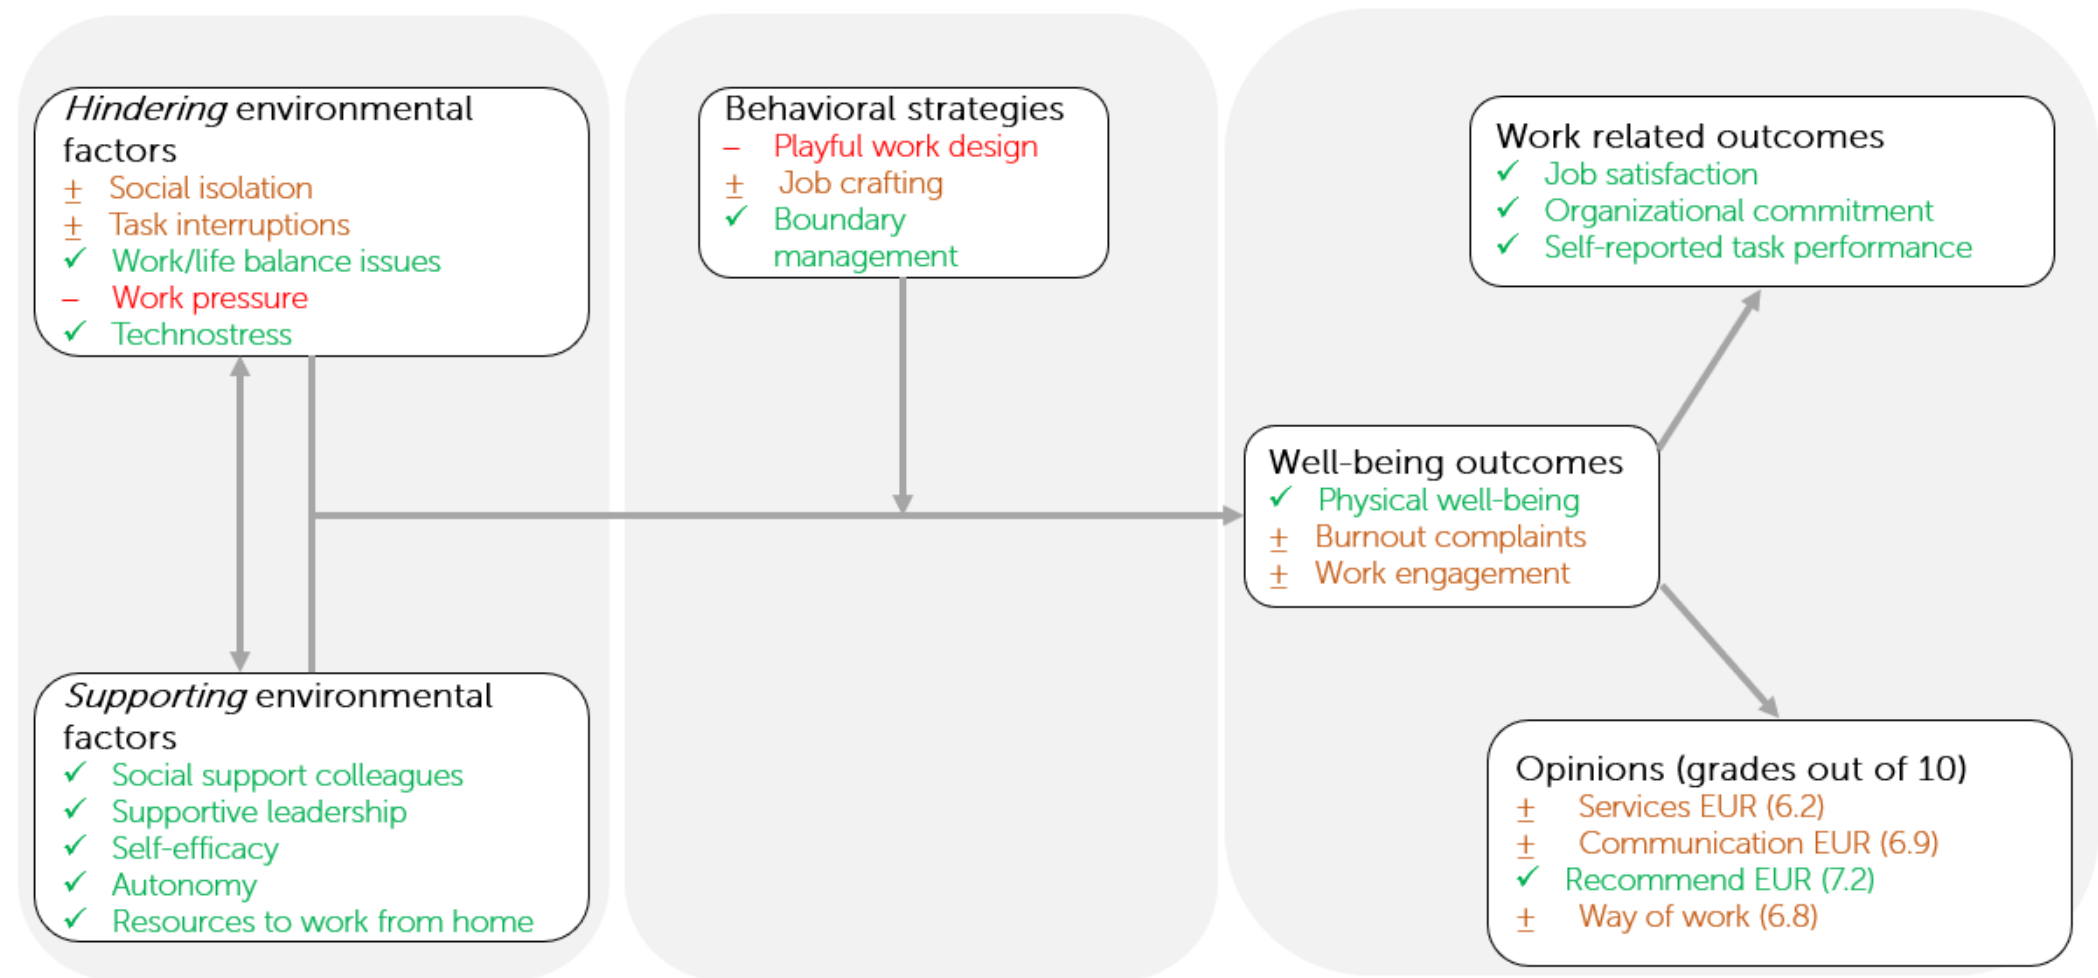 Hindering environmental
factors
± Social isolation
± Task interruptions
✓ Work/life balance issues
– Work pressure
✓ Technostress
Supporting environmental
factors
✓ Social support colleagues
✓ Supportive leadership
✓ Self-efficacy
✓ Autonomy
✓ Resources to work from home
Behavioral strategies
– Playful work design
± Job crafting
✓ Boundary
management
Well-being outcomes
✓ Physical well-being
± Burnout complaints
± Work engagement
Work related outcomes
✓ Job satisfaction
✓ Organizational commitment
✓ Self-reported task performance
Opinions (grades out of 10)
± Services EUR (6.2)
± Communication EUR (6.9)
✓ Recommend EUR (7.2)
± Way of work (6.8)